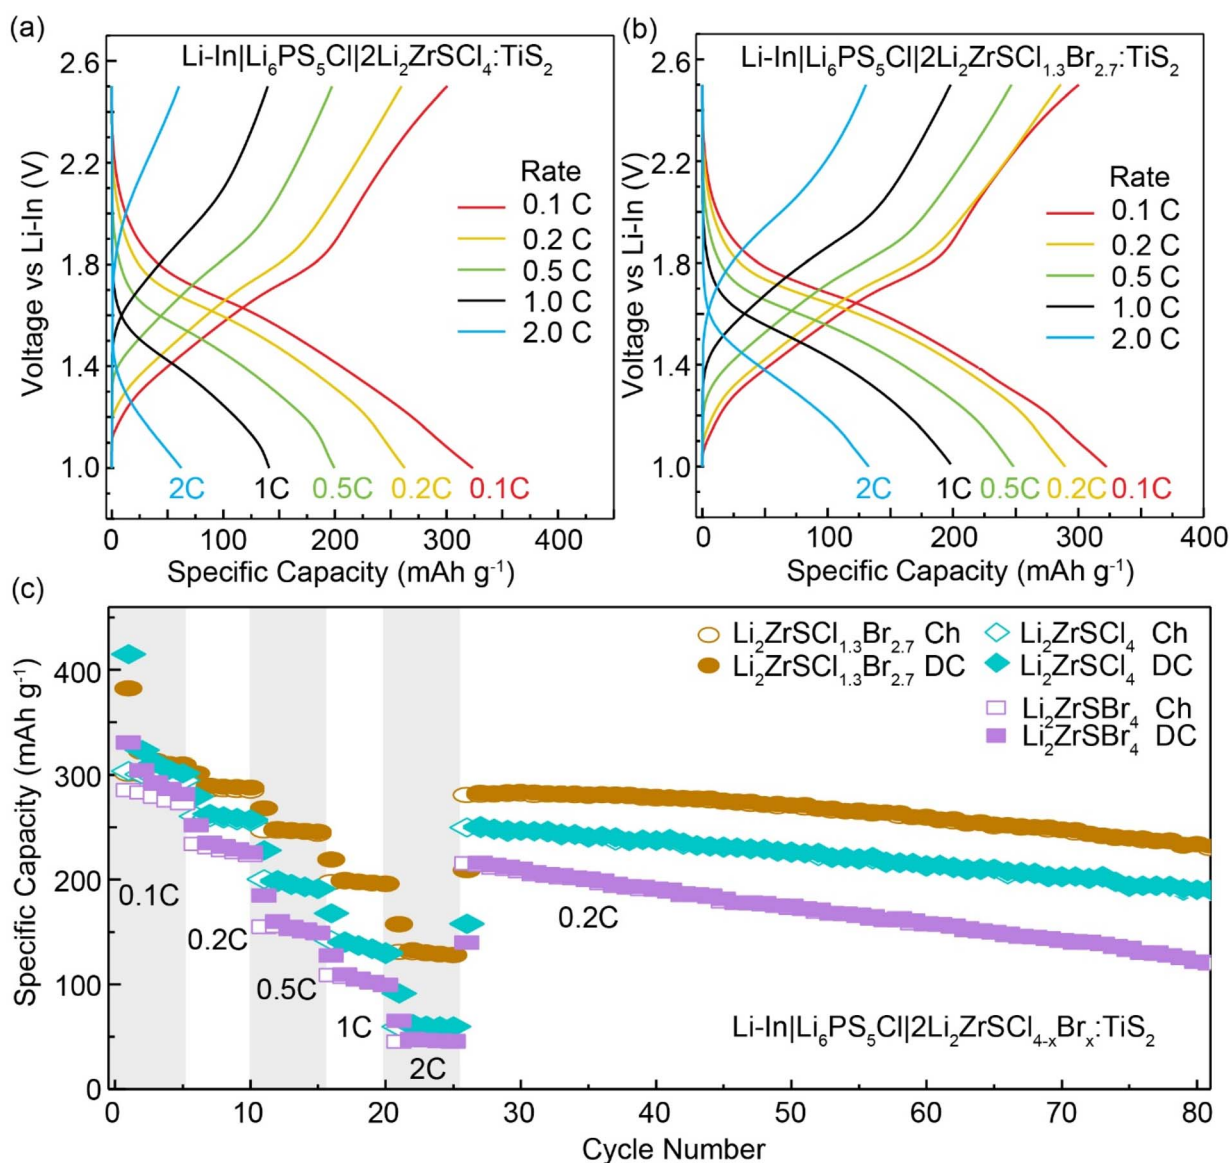 (a)
Li-In|Li₆PS₅Cl|2Li₂ZrSCl₄:TiS₂
2.6
2.2
1.8
1.4
1.0
Voltage vs Li-In (V)
Rate
0.1 C
0.2 C
0.5 C
1.0 C
2.0 C
2C 1C 0.5C 0.2C 0.1C
0 100 200 300 400
Specific Capacity (mAh g⁻¹)
(b)
Li-In|Li₆PS₅Cl|2Li₂ZrSCl₁.₃Br₂.₇:TiS₂
2.6
2.2
1.8
1.4
1.0
Voltage vs Li-In (V)
Rate
0.1 C
0.2 C
0.5 C
1.0 C
2.0 C
2C 1C 0.5C 0.2C 0.1C
0 100 200 300 400
Specific Capacity (mAh g⁻¹)
(c)
Li₂ZrSCl₁.₃Br₂.₇ Ch
Li₂ZrSCl₁.₃Br₂.₇ DC
Li₂ZrSCl₄ Ch
Li₂ZrSCl₄ DC
Li₂ZrSBr₄ Ch
Li₂ZrSBr₄ DC
400
300
200
100
0
Specific Capacity (mAh g⁻¹)
0.1C
0.2C
0.5C
1C
2C
0.2C
Li-In|Li₆PS₅Cl|2Li₂ZrSCl₄₋ₓBrₓ:TiS₂
0 10 20 30 40 50 60 70 80
Cycle Number